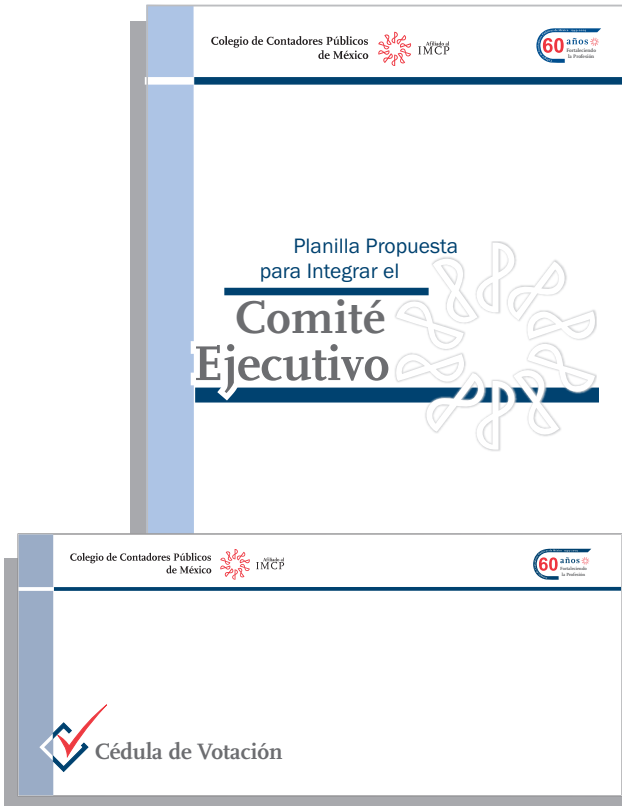 Colegio de Contadores Públicos
de México
Afiliado al
IMCP
60 años
Fortaleciendo
la Profesión
Planilla Propuesta
para Integrar el
Comité
Ejecutivo
Colegio de Contadores Públicos
de México
Afiliado al
IMCP
60 años
Fortaleciendo
la Profesión
Cédula de Votación